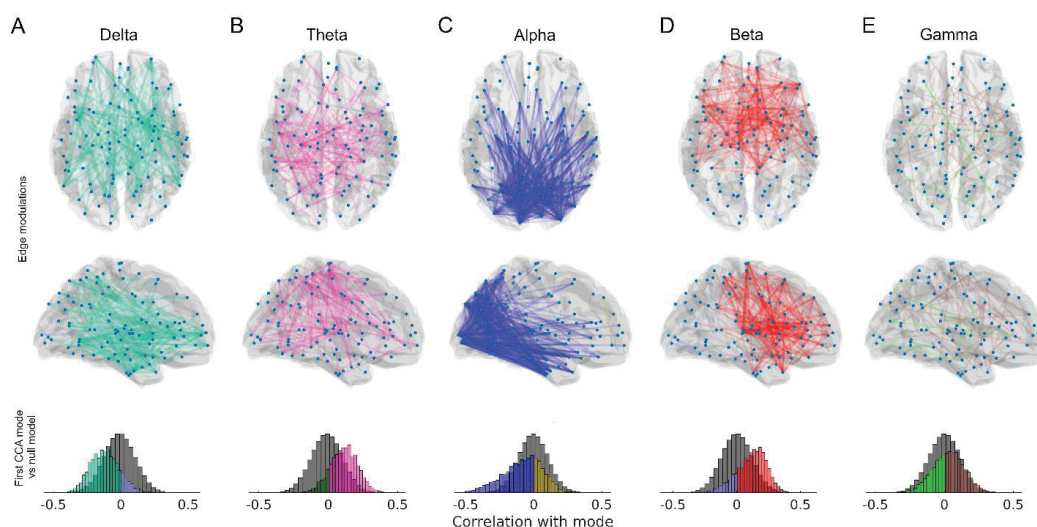 A Delta B Theta C Alpha D Beta E Gamma
Edge modulations
First CCA mode
vs null model
-0.5 0 0.5 -0.5 0 0.5 -0.5 0 0.5 -0.5 0 0.5 -0.5 0 0.5
Correlation with mode